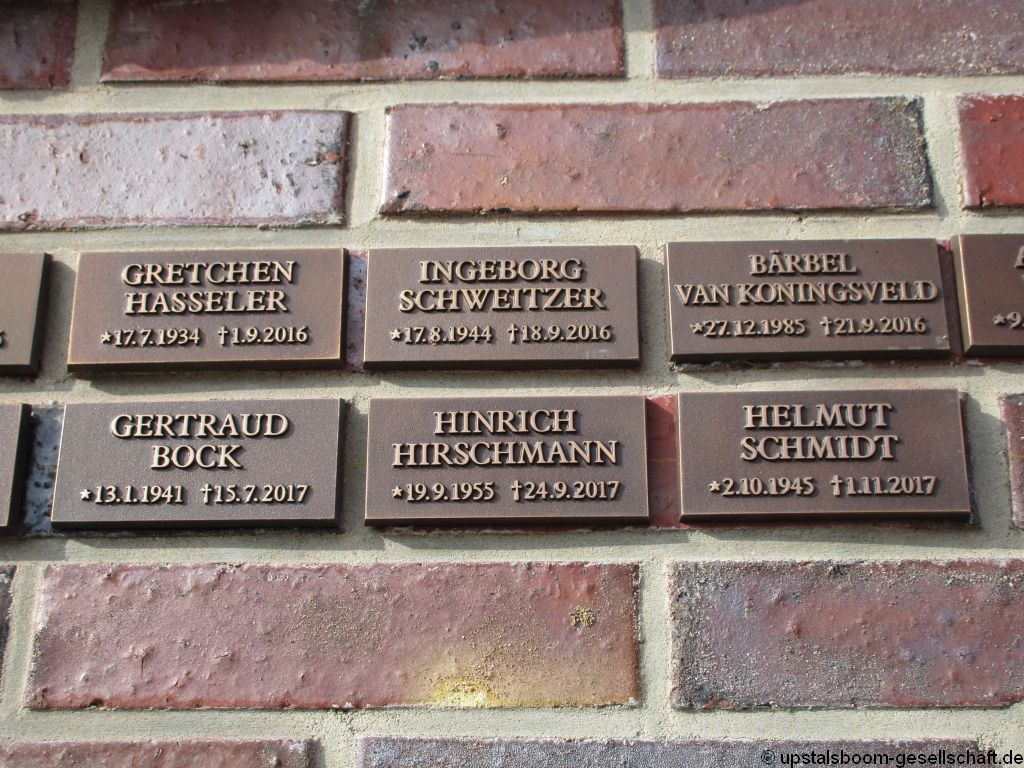 GRETCHEN
HASSELER
*17.7.1934 †1.9.2016
INGEBORG
SCHWEITZER
*17.8.1944 †18.9.2016
BÄRBEL
VAN KONINGSVELD
*27.12.1985 †21.9.2016
GERTRAUD
BOCK
*13.1.1941 †15.7.2017
HINRICH
HIRSCHMANN
*19.9.1955 †24.9.2017
HELMUT
SCHMIDT
*2.10.1945 †1.11.2017
© upstalsboom-gesellschaft.de